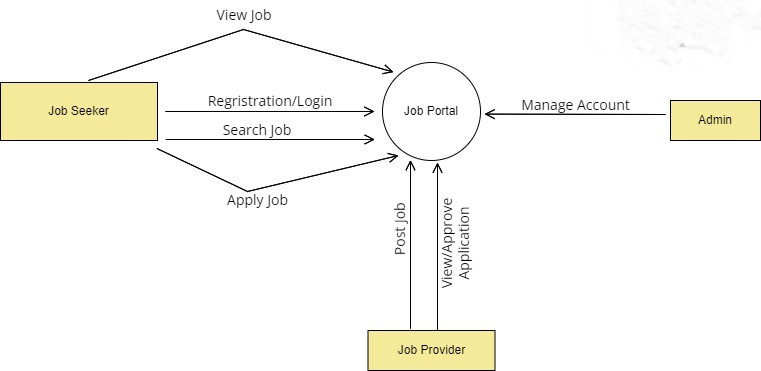 View Job
Job Seeker
Regristration/Login
Search Job
Apply Job
Job Portal
Manage Account
Admin
Post Job
View/Approve
Application
Job Provider